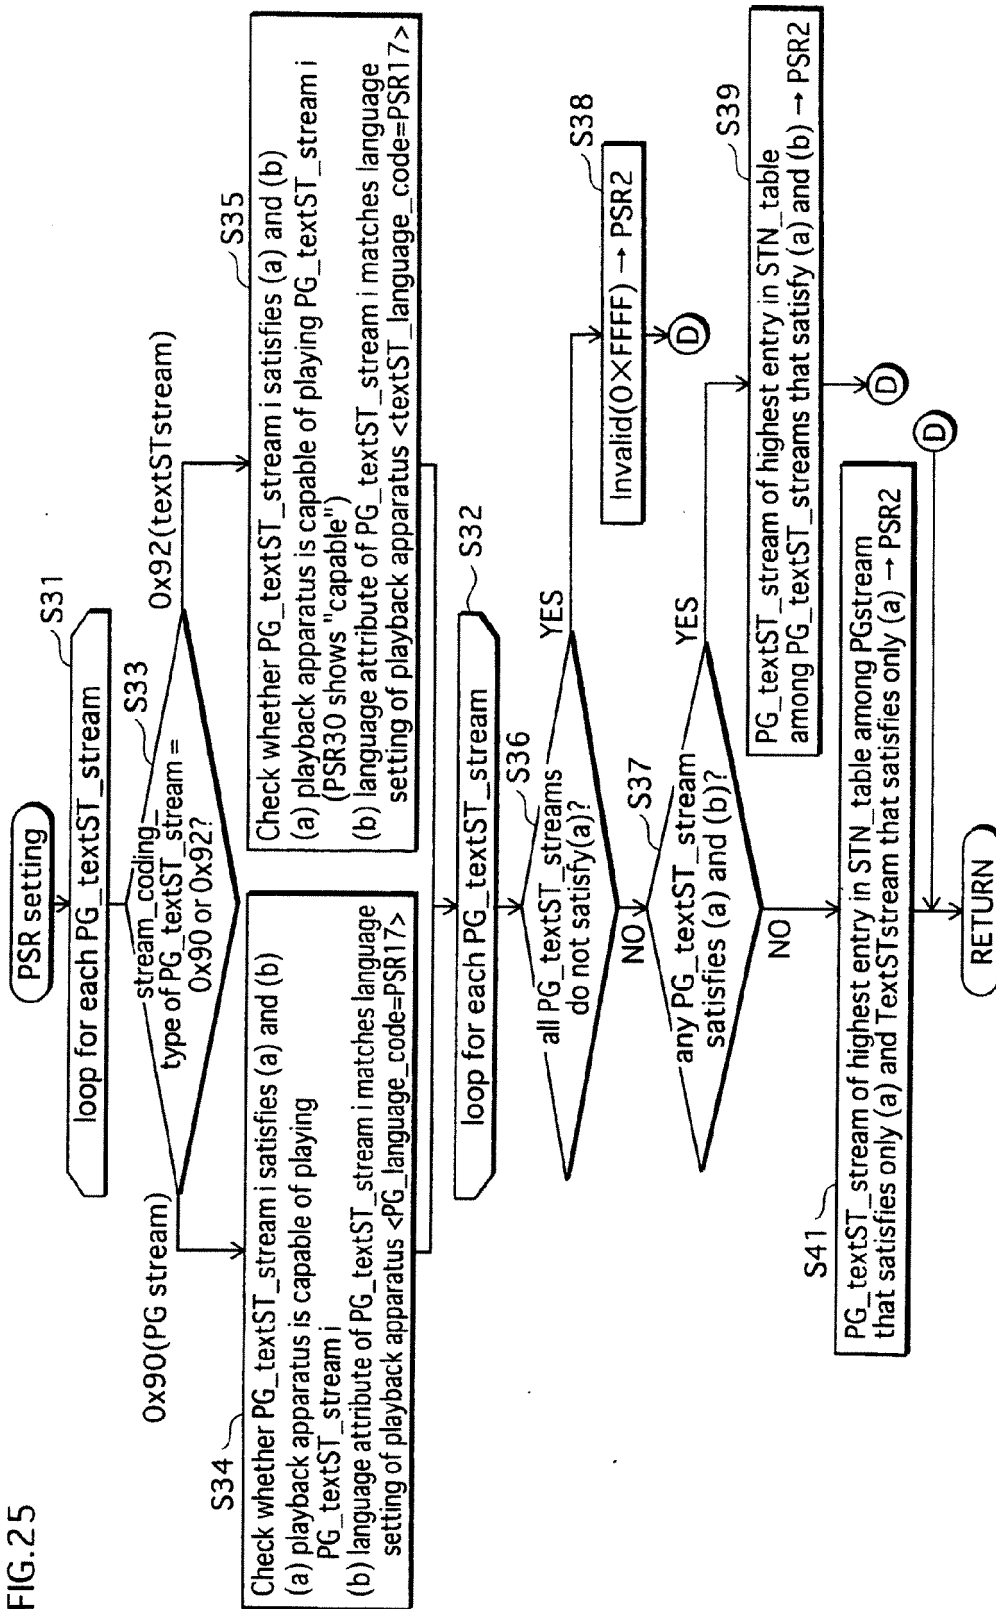 FIG.25
PSR setting
S31
loop for each PG_textST_stream
S33
stream_coding_
type of PG_textST_stream =
0x90 or 0x92?
0x90(PG stream)
0x92(textSTstream)
S34
Check whether PG_textST_stream i satisfies (a) and (b)
(a) playback apparatus is capable of playing
PG_textST_stream i
(b) language attribute of PG_textST_stream i matches language
setting of playback apparatus <PG_language_code=PSR17>
S35
Check whether PG_textST_stream i satisfies (a) and (b)
(a) playback apparatus is capable of playing PG_textST_stream i
(PSR30 shows "capable")
(b) language attribute of PG_textST_stream i matches language
setting of playback apparatus <textST_language_code=PSR17>
S32
loop for each PG_textST_stream
S36
all PG_textST_streams
do not satisfy(a)?
YES
NO
S38
Invalid(0XFFFF) → PSR2
D
S37
any PG_textST_stream
satisfies (a) and (b)?
YES
NO
S39
PG_textST_stream of highest entry in STN_table
among PG_textST_streams that satisfy (a) and (b) → PSR2
D
S41
PG_textST_stream of highest entry in STN_table among PGstream
that satisfies only (a) and TextSTstream that satisfies only (a) → PSR2
D
RETURN